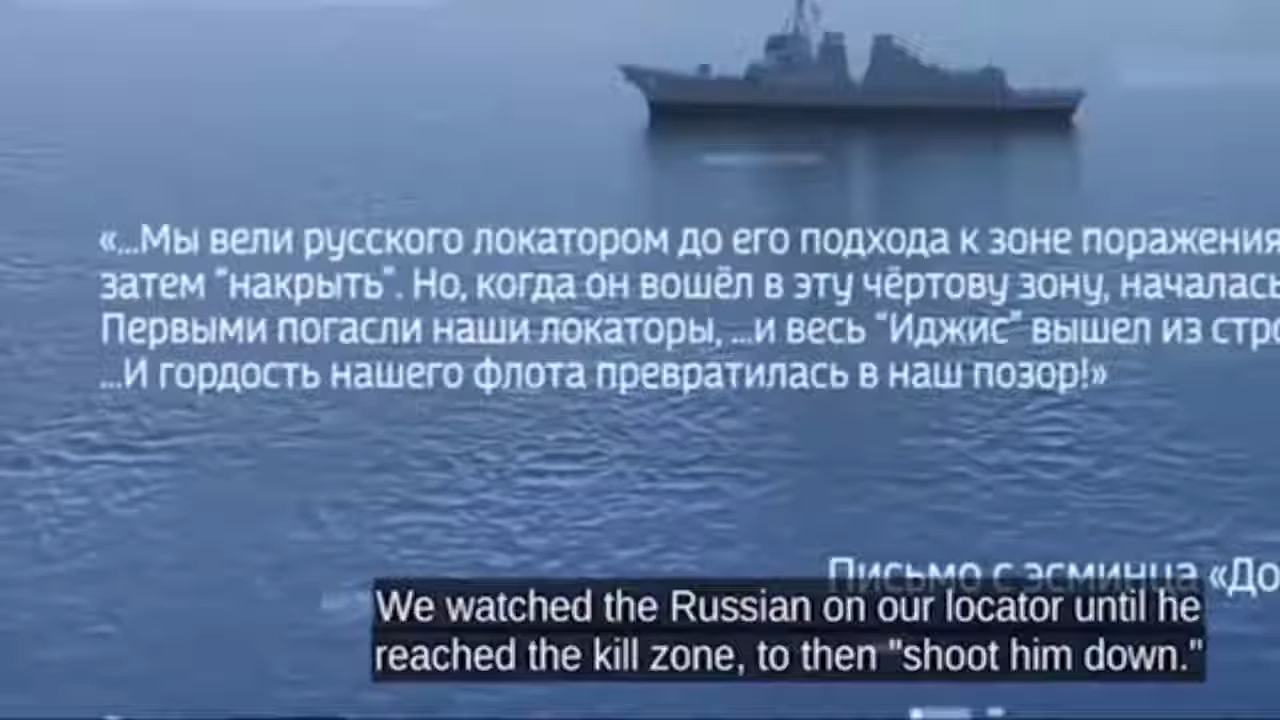 «...Мы вели русского локатором до его подхода к зоне поражения
затем "накрыть". Но, когда он вошёл в эту чёртову зону, началась
Первыми погасли наши локаторы, ...и весь "Иджис" вышел из стро
...И гордость нашего флота превратилась в наш позор!»
Письмо с эсминца «До
We watched the Russian on our locator until he
reached the kill zone, to then "shoot him down."